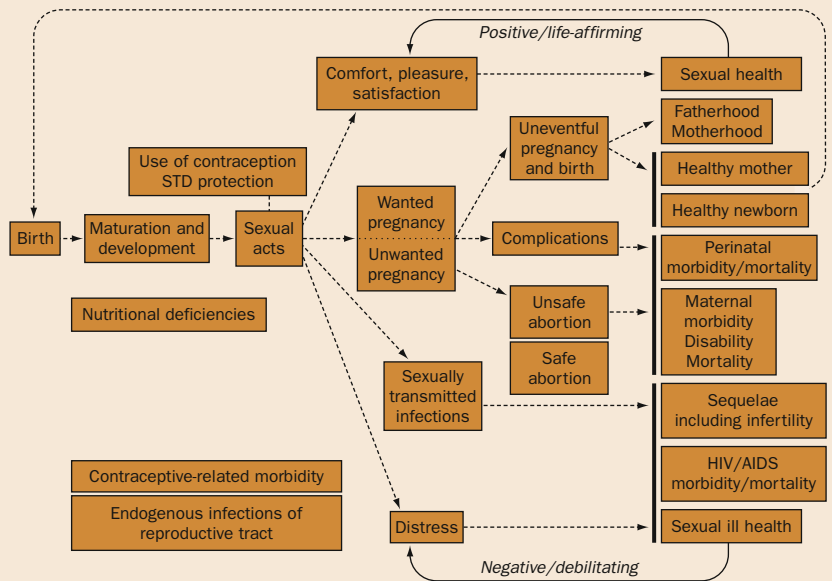 Positive/life-affirming
Comfort, pleasure,
satisfaction
Sexual health
Uneventful
pregnancy
and birth
Fatherhood
Motherhood
Use of contraception
STD protection
Healthy mother
Wanted
pregnancy
Unwanted
pregnancy
Healthy newborn
Birth
Maturation and
development
Sexual
acts
Complications
Perinatal
morbidity/mortality
Nutritional deficiencies
Unsafe
abortion
Maternal
morbidity
Disability
Mortality
Safe
abortion
Sexually
transmitted
infections
Sequelae
including infertility
Contraceptive-related morbidity
HIV/AIDS
morbidity/mortality
Endogenous infections of
reproductive tract
Distress
Sexual ill health
Negative/debilitating